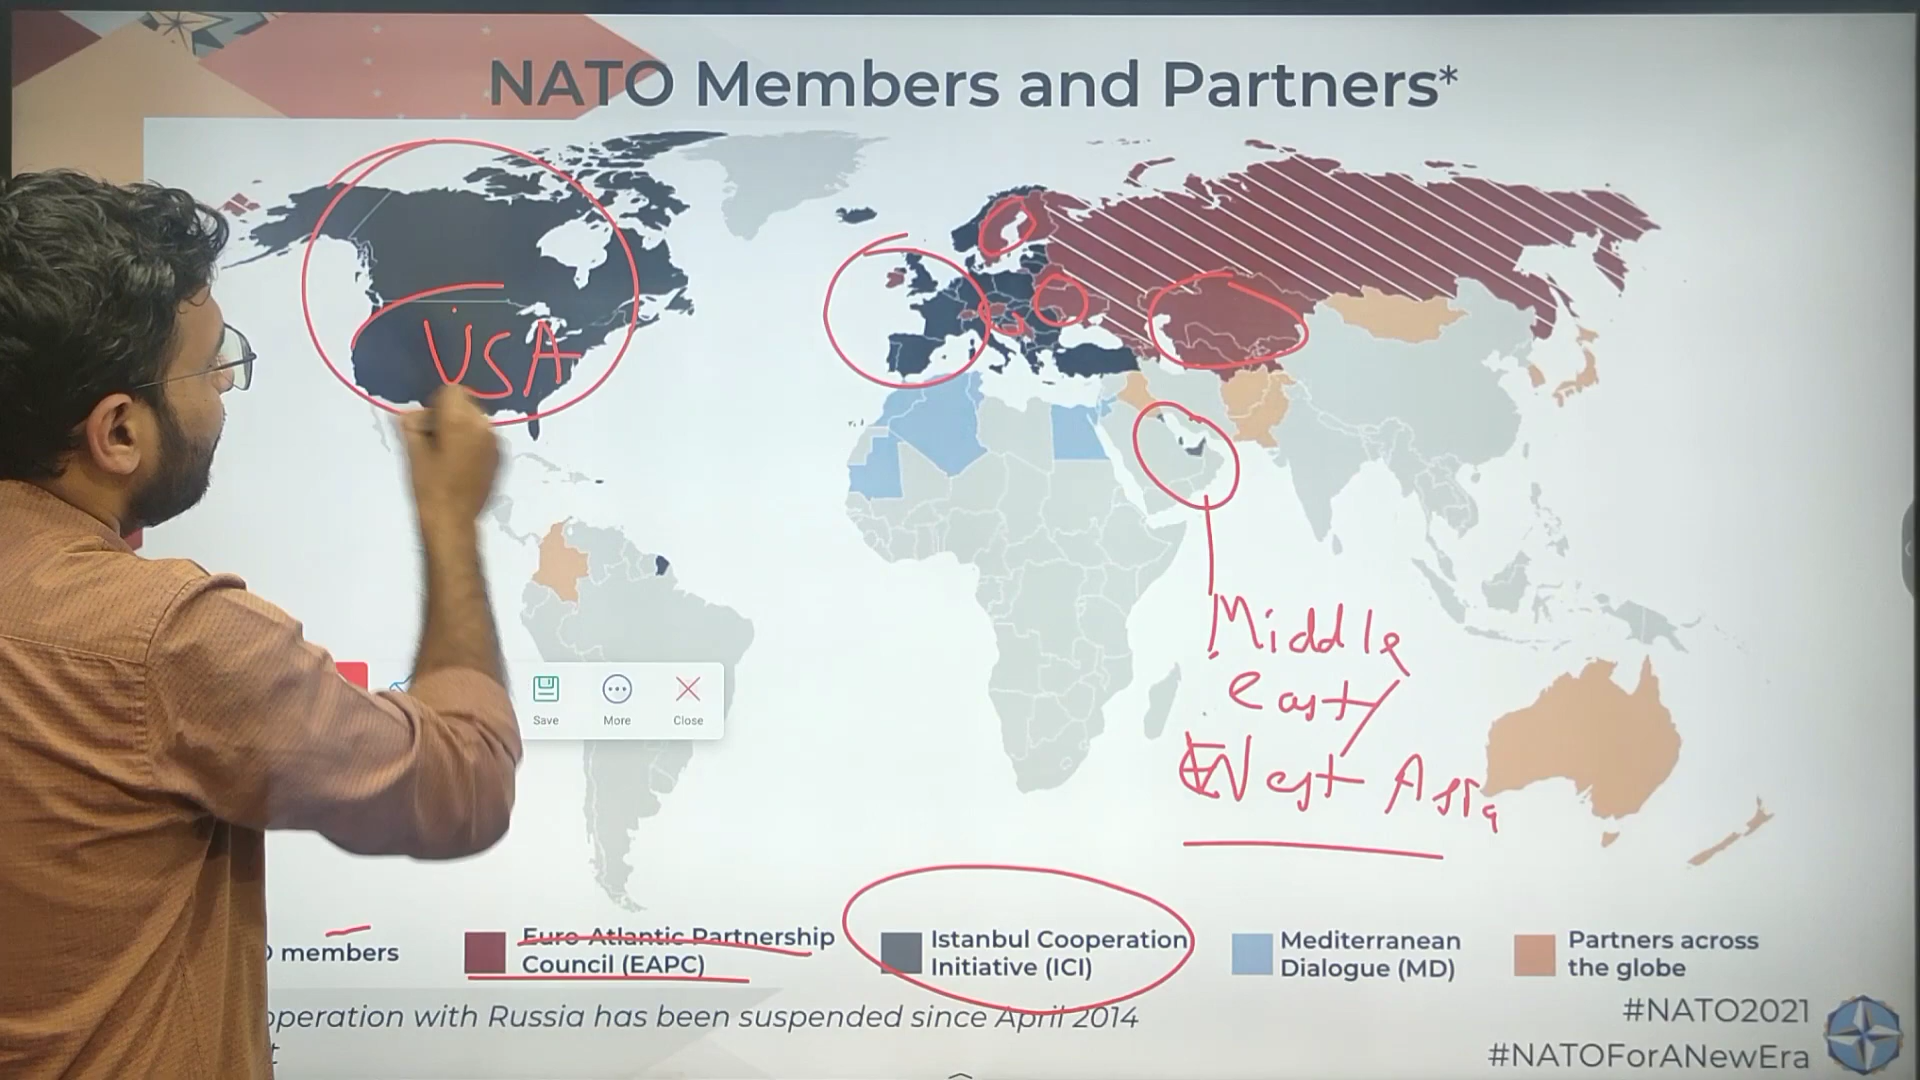 NATO Members and Partners*
USA
Middle
east/
West Asia
members
Euro-Atlantic Partnership
Council (EAPC)
Istanbul Cooperation
Initiative (ICI)
Mediterranean
Dialogue (MD)
Partners across
the globe
operation with Russia has been suspended since April 2014
#NATO2021
#NATOForANewEra
Save
More
Close